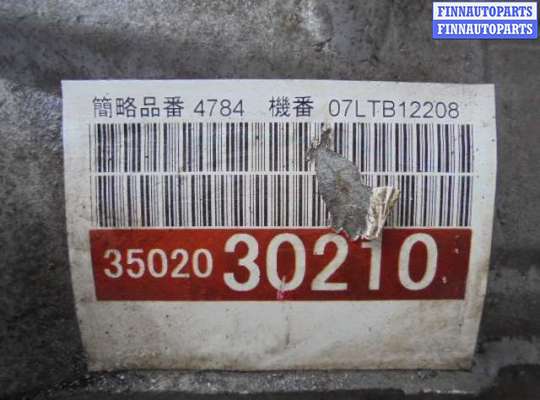 FINNAUTOPARTS
FINNAUTOPARTS
簡略品番 4784 機番 07LTB12208
35020 30210